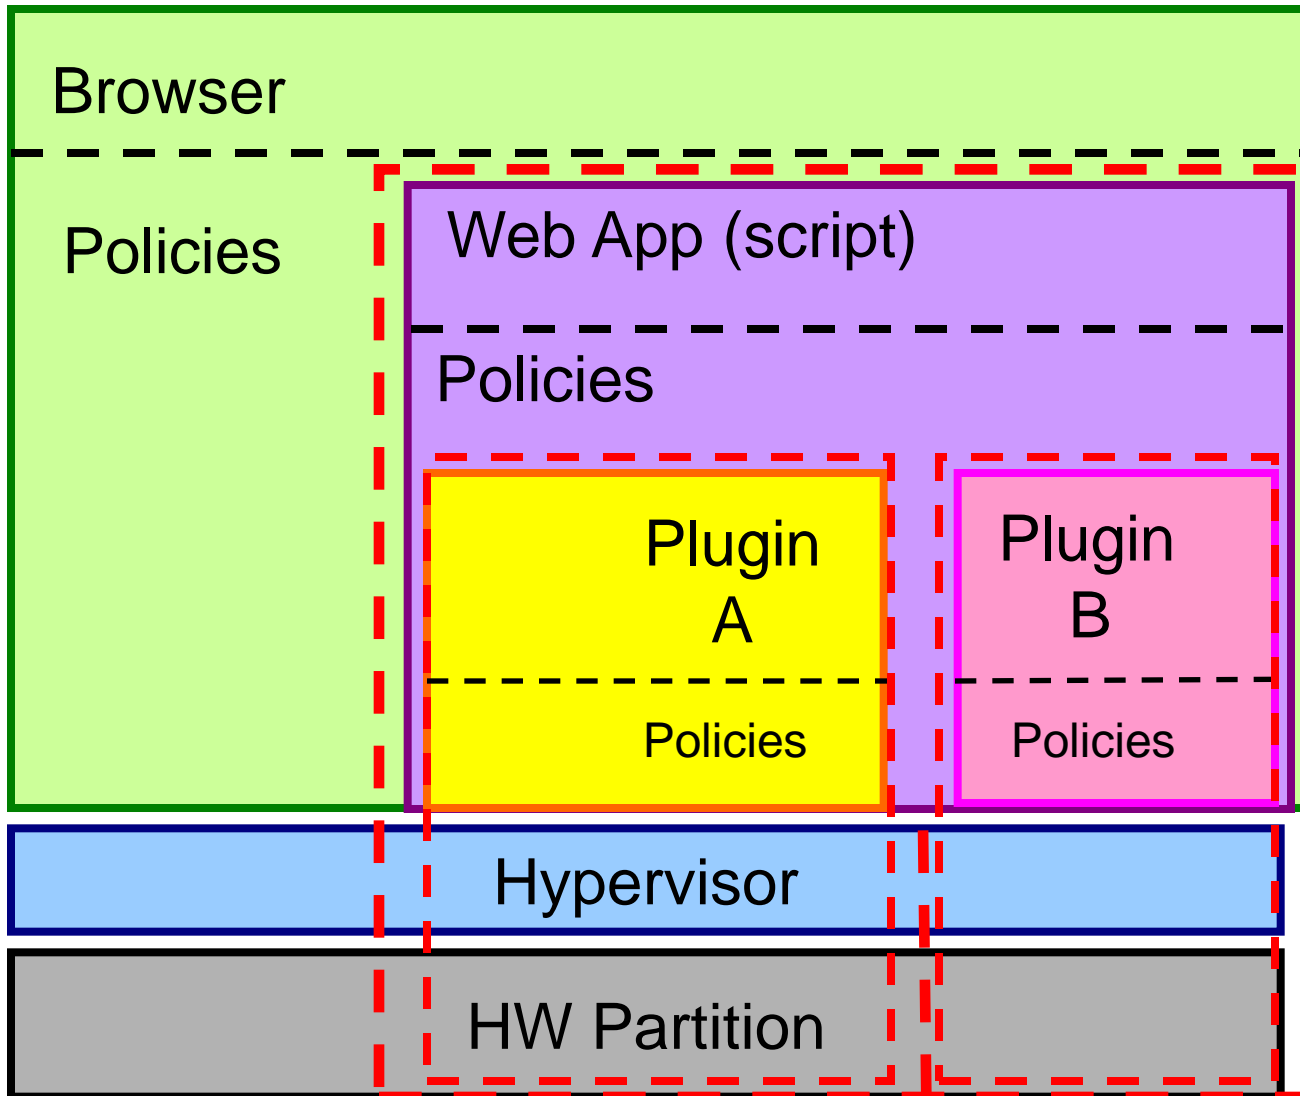 Browser
Policies
Web App (script)
Policies
Plugin
A
Policies
Plugin
B
Policies
Hypervisor
HW Partition